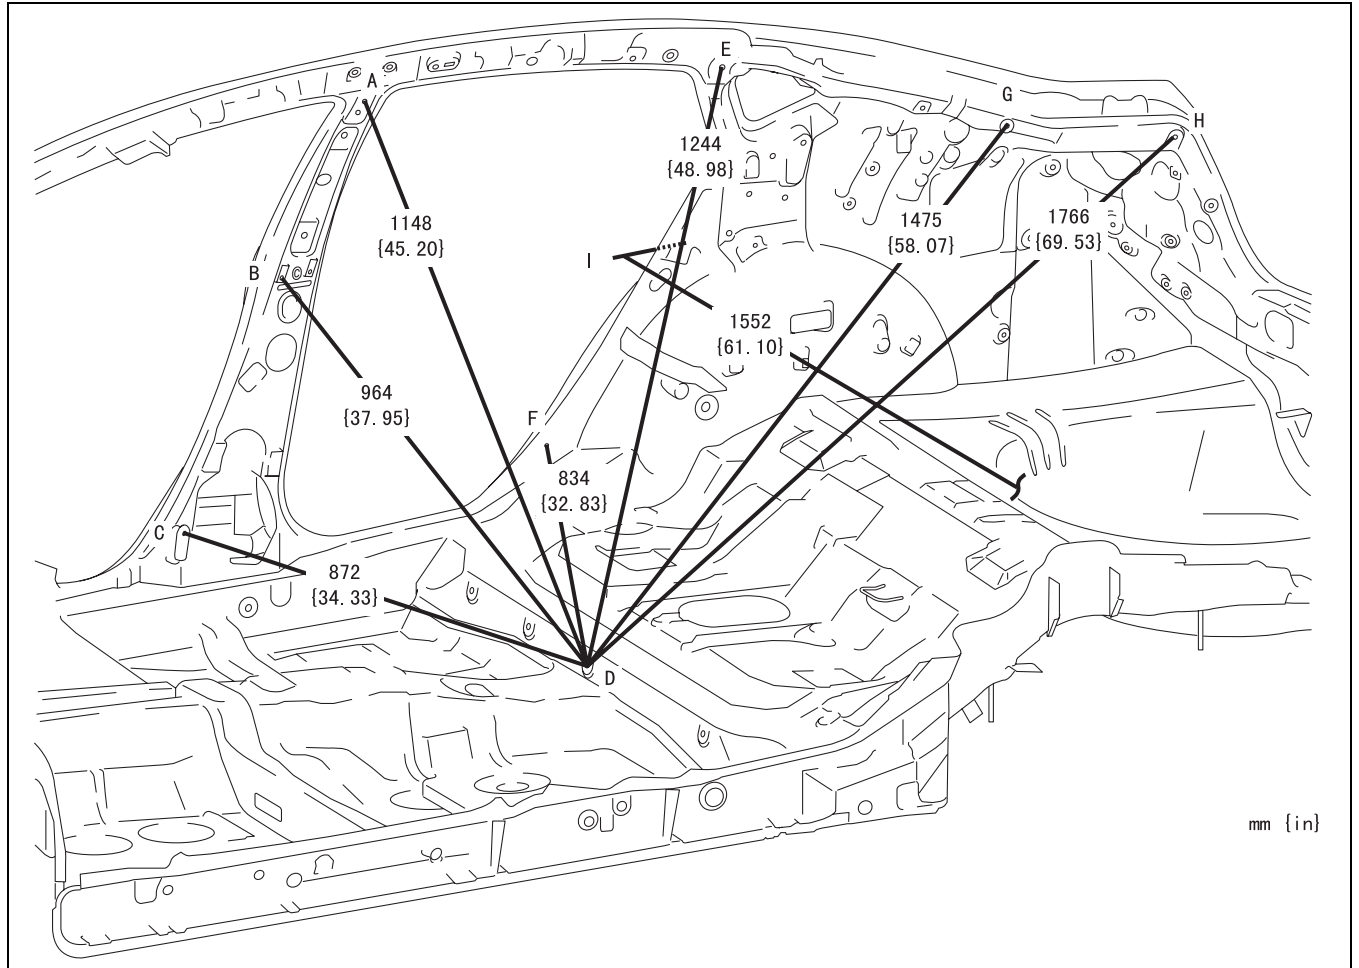 E
A
G
H
1244
{48.98}
1148
{45.20}
1475
{58.07}
1766
{69.53}
I
B
1552
{61.10}
964
{37.95}
F
834
{32.83}
C
872
{34.33}
D
mm {in}